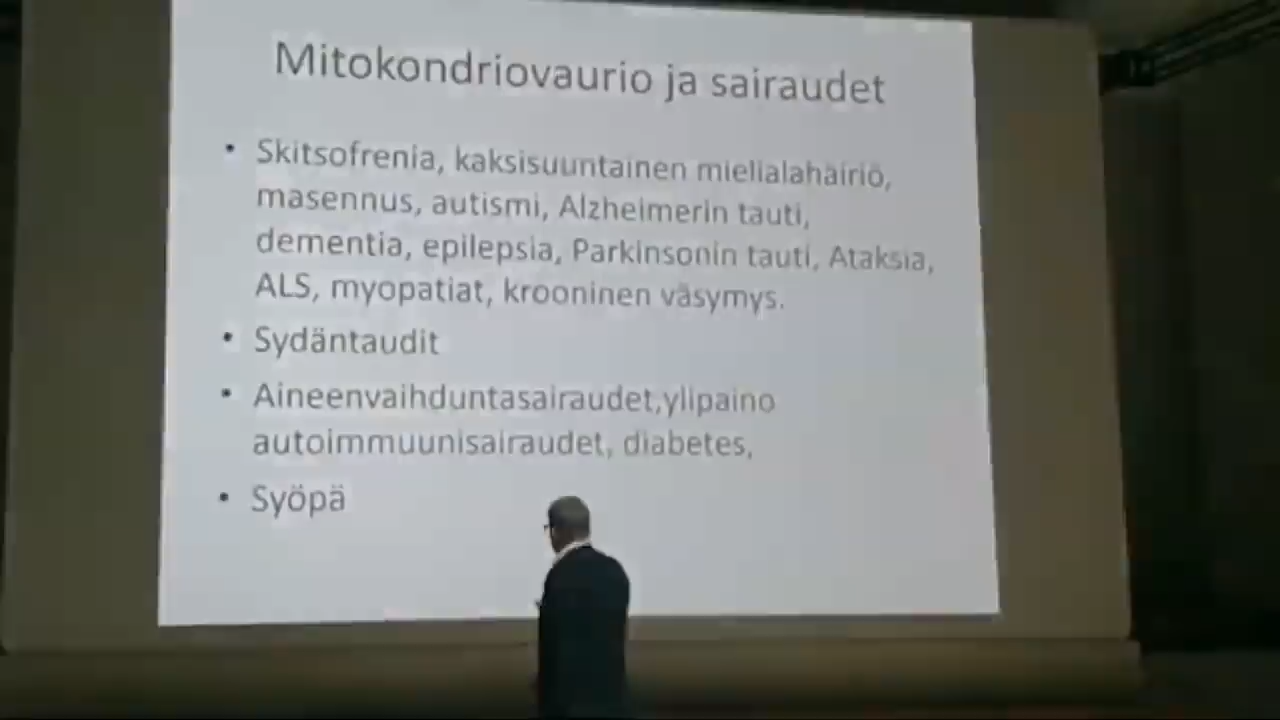 Mitokondriovaurio ja sairaudet
• Skitsofrenia, kaksisuuntainen mielialahäiriö,
masennus, autismi, Alzheimerin tauti,
dementia, epilepsia, Parkinsonin tauti, Ataksia,
ALS, myopatiat, krooninen väsymys.
• Sydäntaudit
• Aineenvaihduntasairaudet,ylipaino
autoimmuunisairaudet, diabetes,
• Syöpä